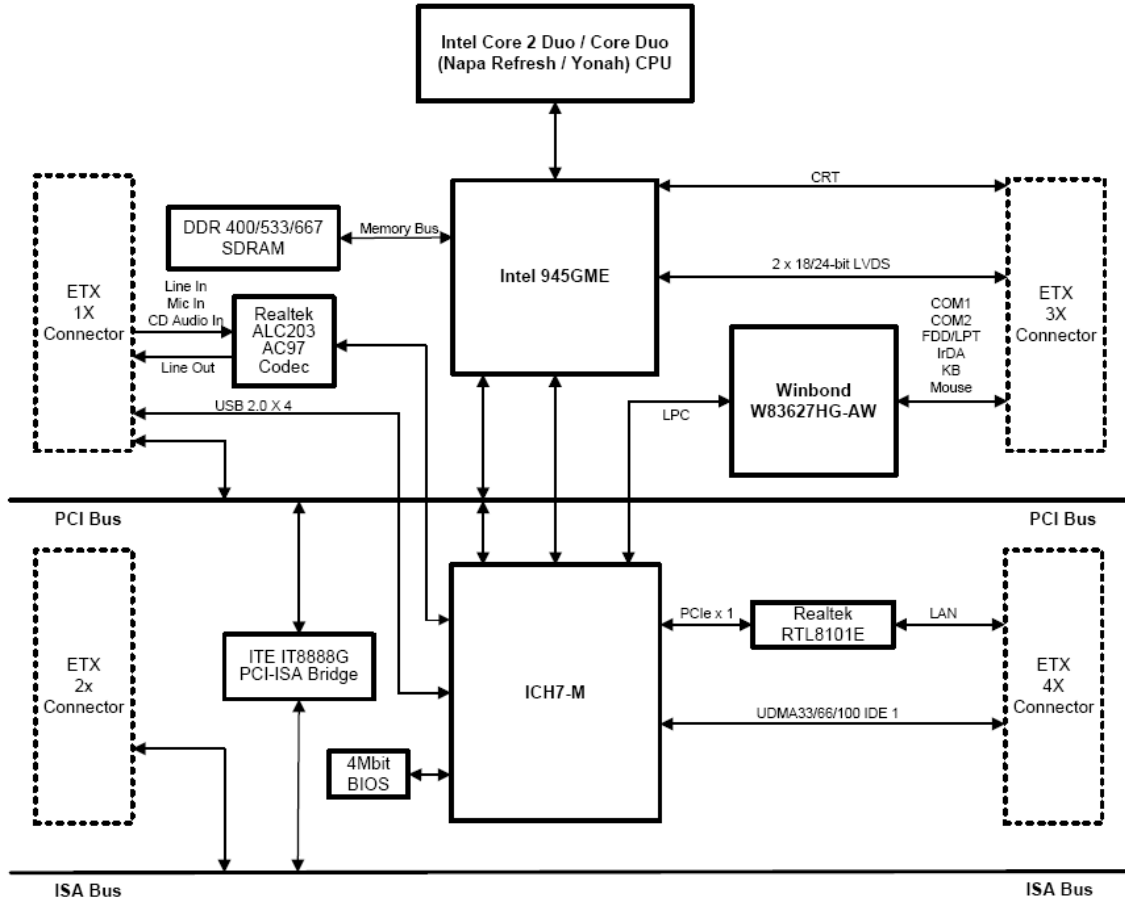 Intel Core 2 Duo / Core Duo
(Napa Refresh / Yonah) CPU
CRT
DDR 400/533/667
SDRAM
Memory Bus
Intel 945GME
2 x 18/24-bit LVDS
ETX
1X
Connector
Line In
Mic In
CD Audio In
Line Out
Realtek
ALC203
AC97
Codec
USB 2.0 X 4
LPC
Winbond
W83627HG-AW
COM1
COM2
FDD/LPT
IrDA
KB
Mouse
ETX
3X
Connector
PCI Bus
PCI Bus
ETX
2x
Connector
ITE IT8888G
PCI-ISA Bridge
4Mbit
BIOS
ICH7-M
PCIe x 1
Realtek
RTL8101E
LAN
UDMA33/66/100 IDE 1
ETX
4X
Connector
ISA Bus
ISA Bus